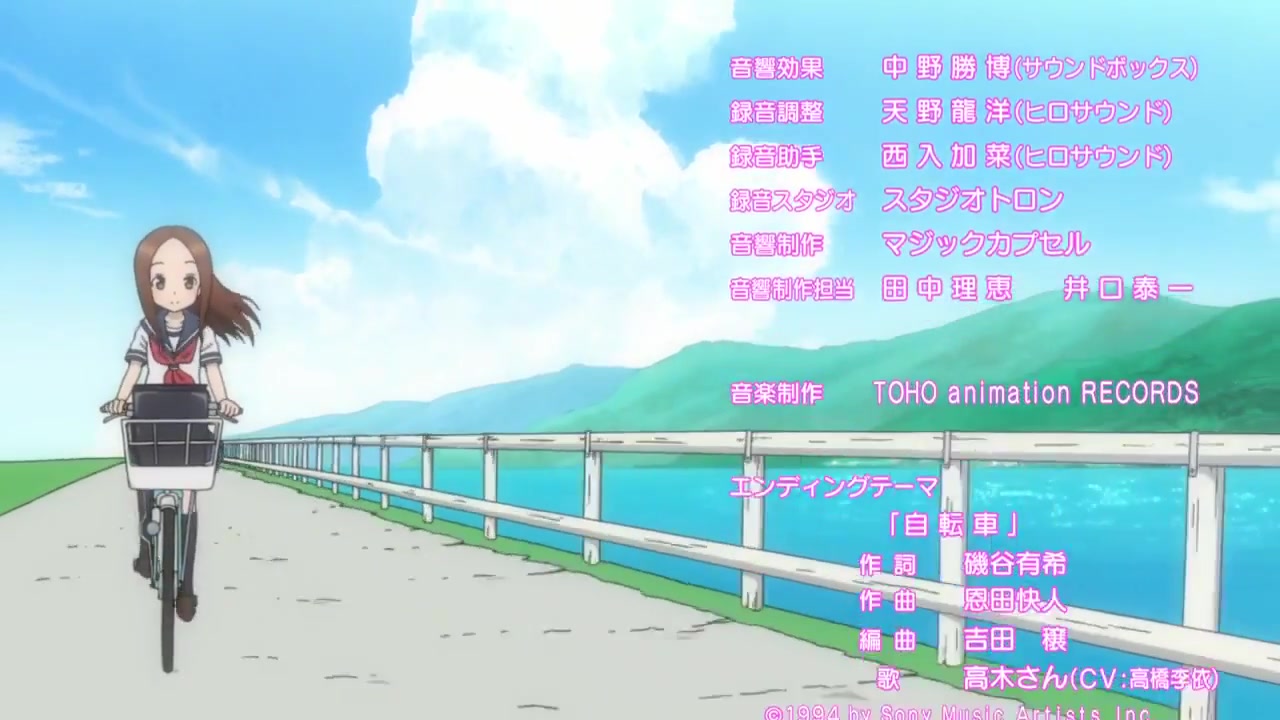 音響効果 中野勝博(サウンドボックス)
録音調整 天野龍洋(ヒロサウンド)
録音助手 西入加菜(ヒロサウンド)
録音スタジオ スタジオトロン
音響制作 マジックカプセル
音響制作担当 田中理恵 井口泰一
音楽制作 TOHO animation RECORDS
エンディングテーマ
「自転車」
作詞 磯谷有希
作曲 恩田快人
編曲 吉田 穣
歌 高木さん(CV:高橋李依)
©1994 by Sony Music Artists Inc.